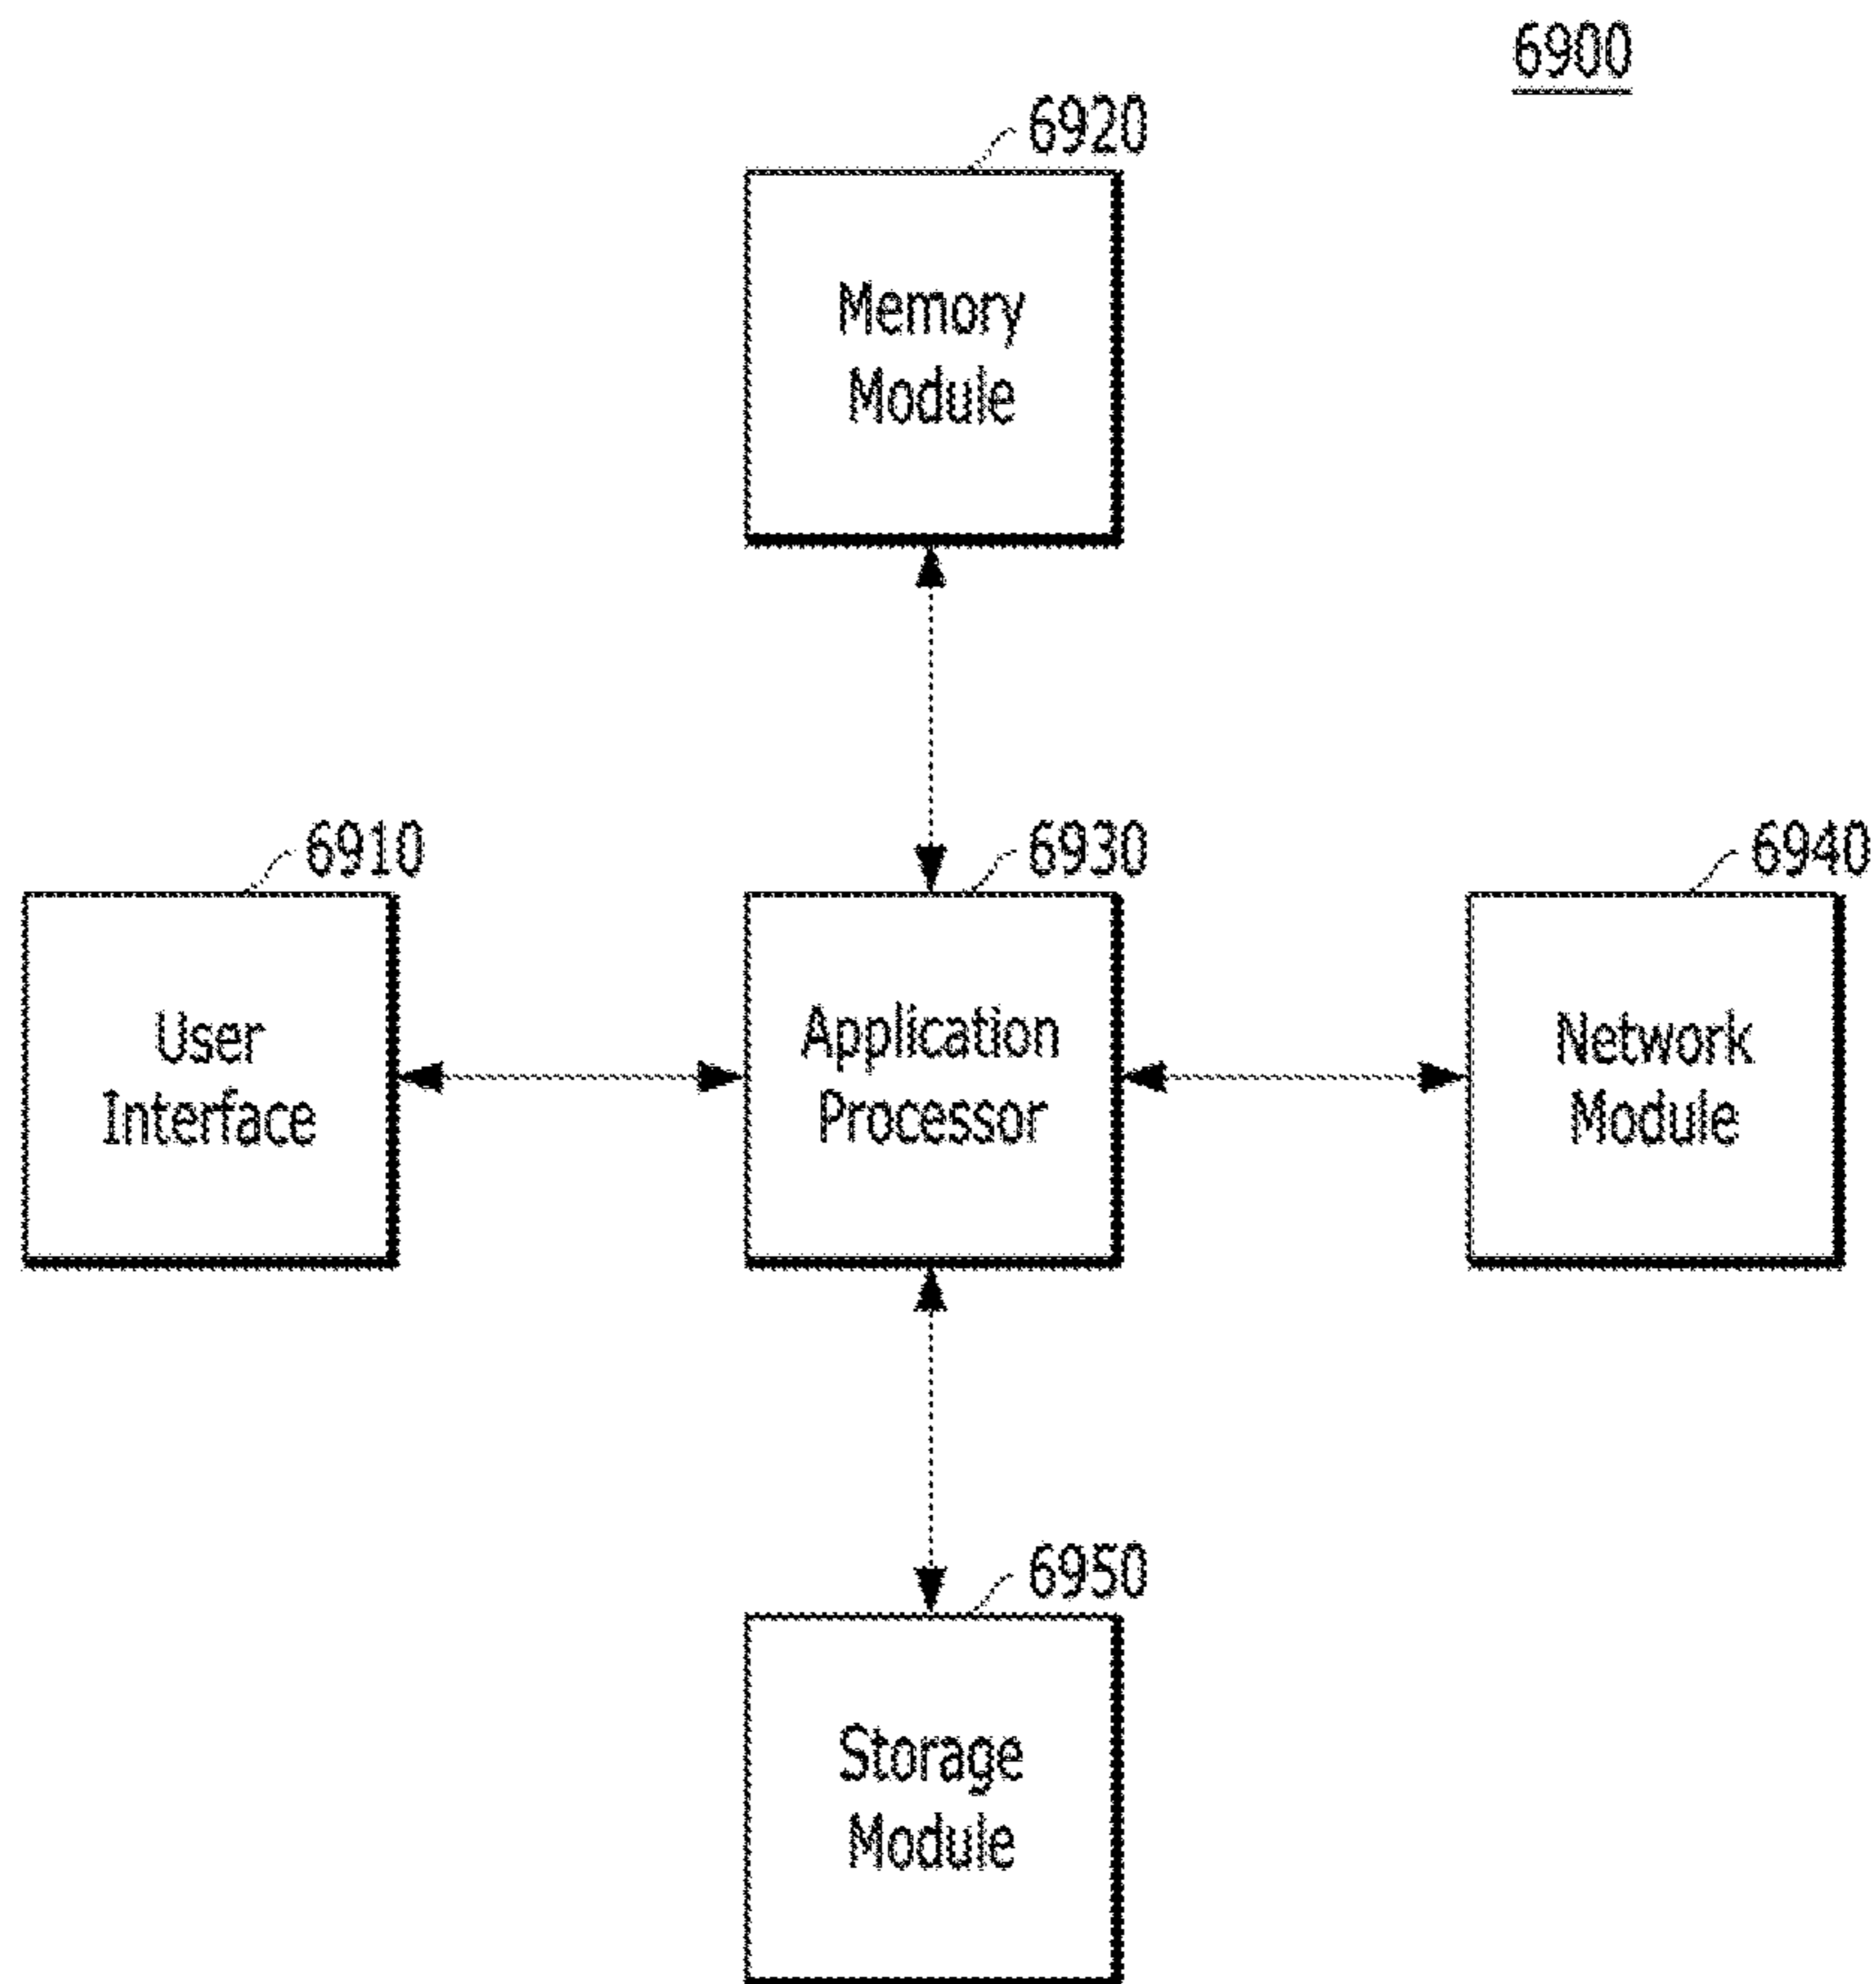 6900
6920
Memory
Module
6910
6930
6940
User
Interface
Application
Processor
Network
Module
6950
Storage
Module